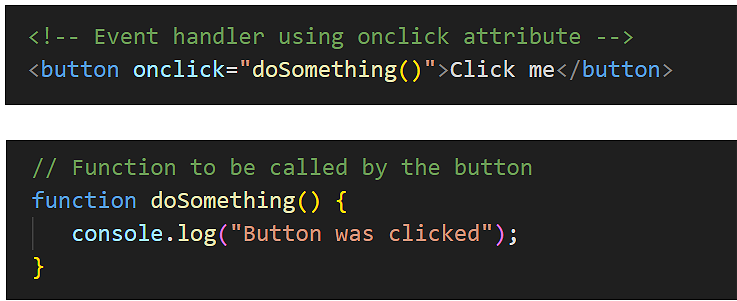 <!-- Event handler using onclick attribute -->
<button onclick="doSomething()">Click me</button>
// Function to be called by the button
function doSomething() {
   console.log("Button was clicked");
}